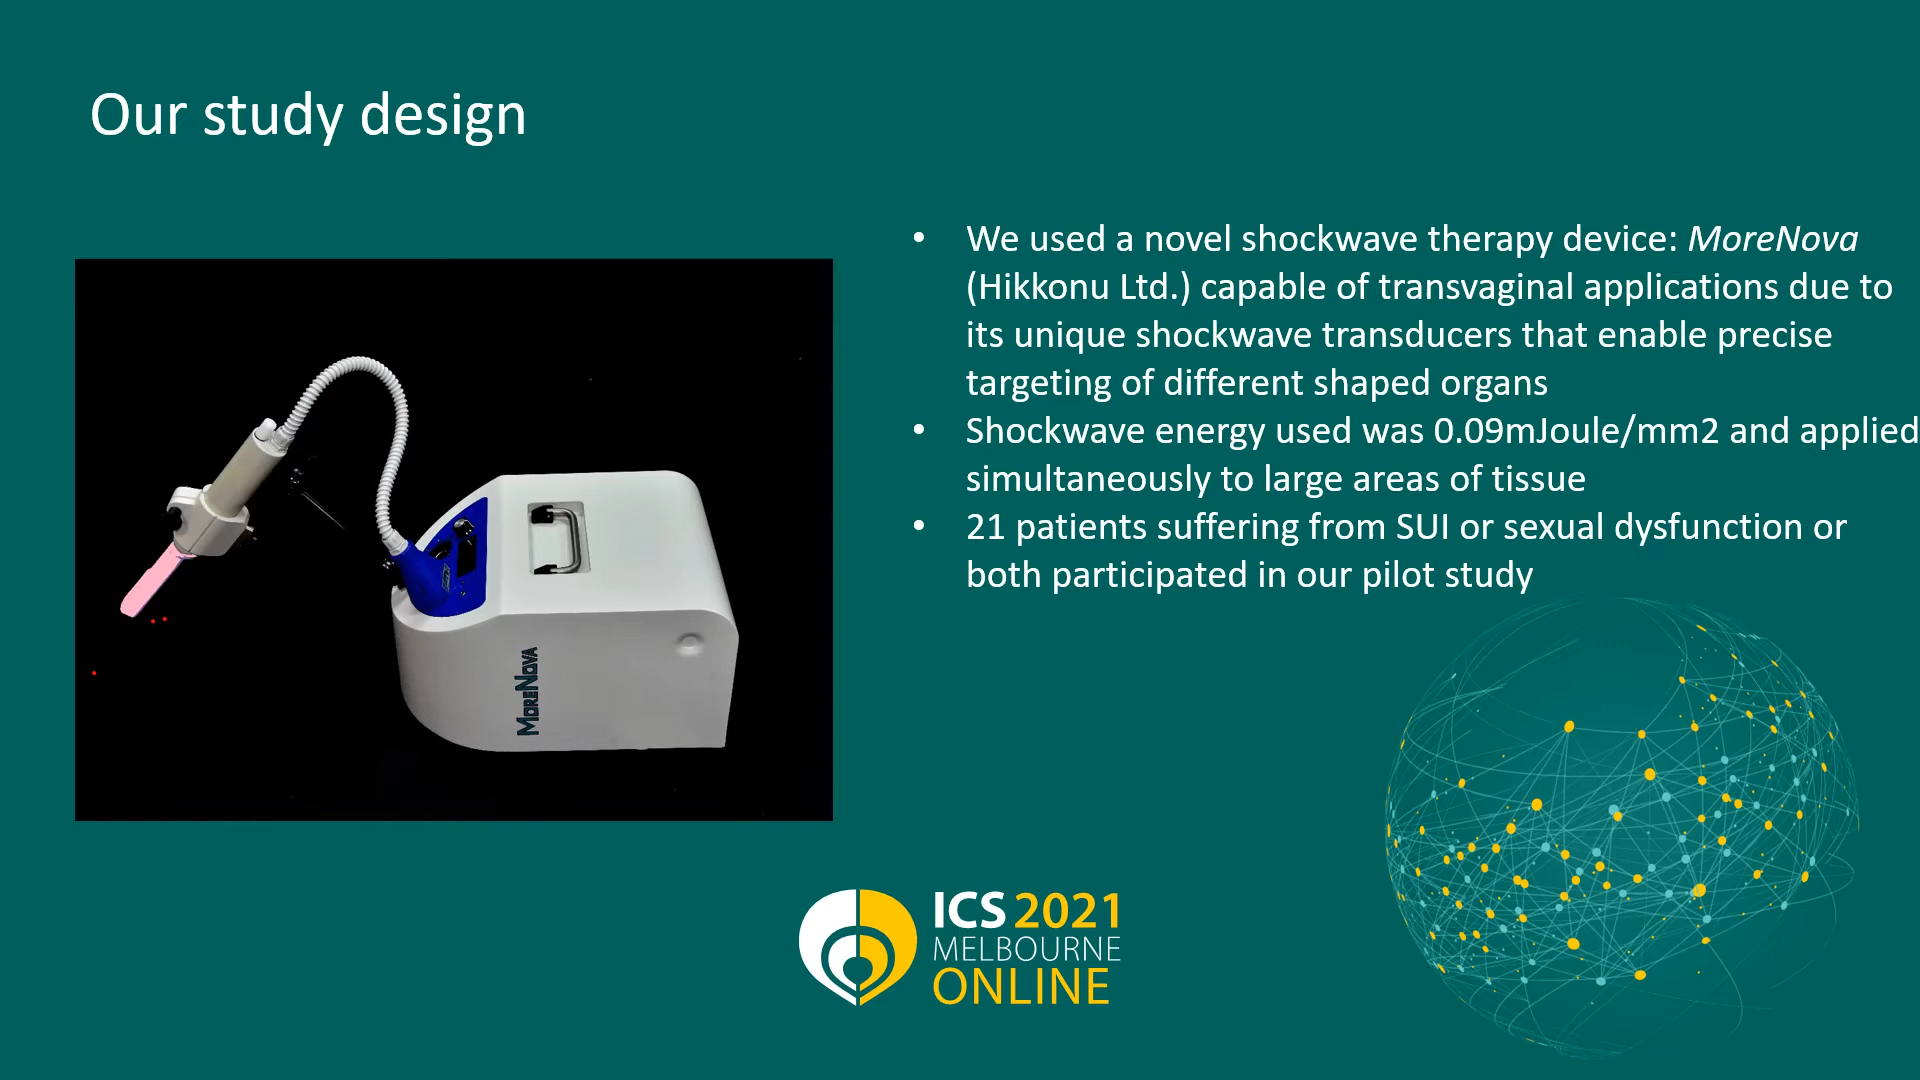 Our study design
• We used a novel shockwave therapy device: MoreNova
(Hikkonu Ltd.) capable of transvaginal applications due to
its unique shockwave transducers that enable precise
targeting of different shaped organs
• Shockwave energy used was 0.09mJoule/mm2 and applied
simultaneously to large areas of tissue
• 21 patients suffering from SUI or sexual dysfunction or
both participated in our pilot study
MORENOVA
ICS 2021
MELBOURNE
ONLINE